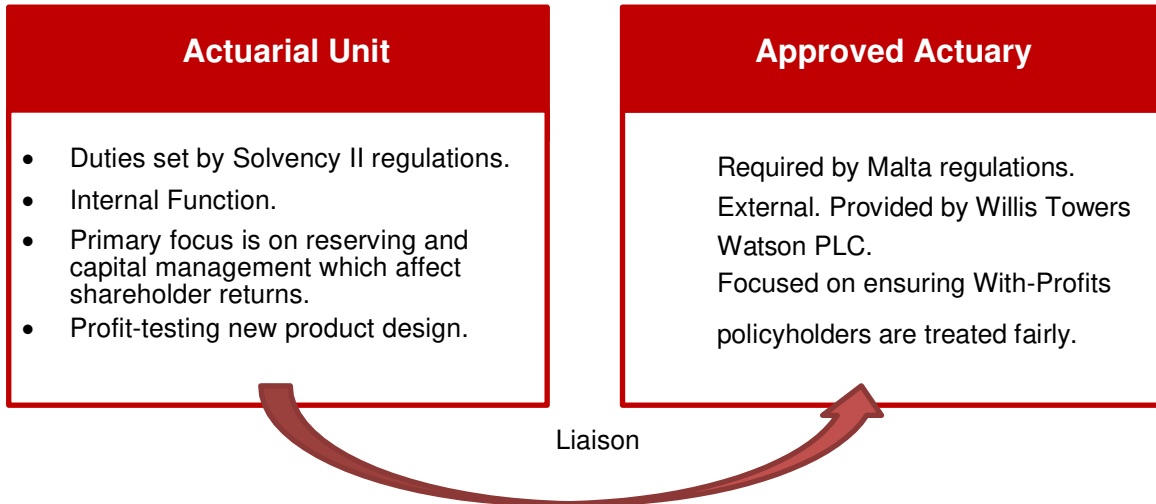 Actuarial Unit
• Duties set by Solvency II regulations.
• Internal Function.
• Primary focus is on reserving and
capital management which affect
shareholder returns.
• Profit-testing new product design.
Approved Actuary
Required by Malta regulations.
External. Provided by Willis Towers
Watson PLC.
Focused on ensuring With-Profits
policyholders are treated fairly.
Liaison